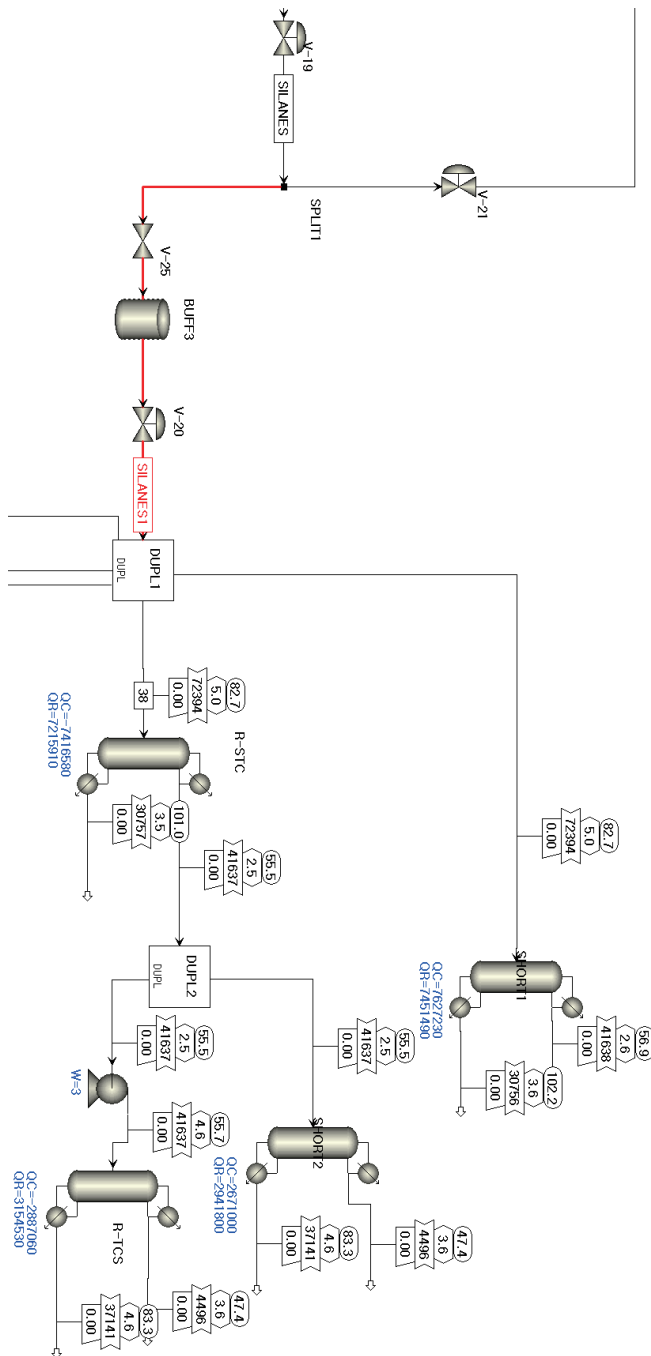 V-19
SILANES
SPLIT1
V-21
V-25
BUFF3
V-20
SILANES1
DUPL1
DUPL
38
82.7
5.0
72394
0.00
R-STC
QC=-7416580
QR=7215910
101.0
3.5
30757
0.00
55.5
2.5
41637
0.00
82.7
5.0
72394
0.00
SHORT1
QC=7627230
QR=7451490
56.9
2.6
41638
0.00
102.2
3.6
30756
0.00
DUPL2
DUPL
55.5
2.5
41637
0.00
55.5
2.5
41637
0.00
W=3
55.7
4.6
41637
0.00
SHORT2
QC=2671000
QR=2941800
83.3
4.6
37141
0.00
47.4
3.6
4496
0.00
R-TCS
QC=-2887060
QR=3154530
47.4
3.6
4496
0.00
83.3
4.6
37141
0.00